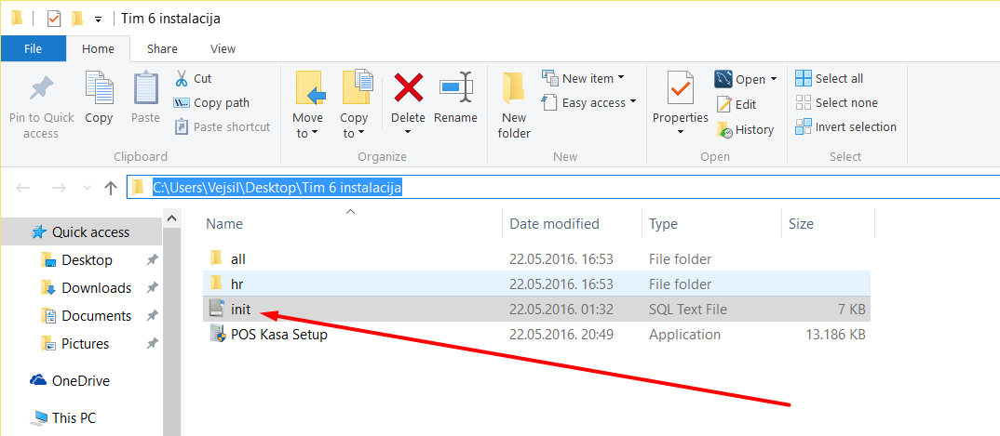 Tim 6 instalacija
File Home Share View
Pin to Quick access
Copy
Paste
Cut
Copy path
Paste shortcut
Clipboard
Move to
Copy to
Delete
Rename
Organize
New folder
New item
Easy access
New
Properties
Open
Edit
History
Open
Select all
Select none
Invert selection
Select
C:\Users\Vejsil\Desktop\Tim 6 instalacija
Quick access
Desktop
Downloads
Documents
Pictures
OneDrive
This PC
Name Date modified Type Size
all 22.05.2016. 16:53 File folder
hr 22.05.2016. 16:53 File folder
init 22.05.2016. 01:32 SQL Text File 7 KB
POS Kasa Setup 22.05.2016. 20:49 Application 13.186 KB